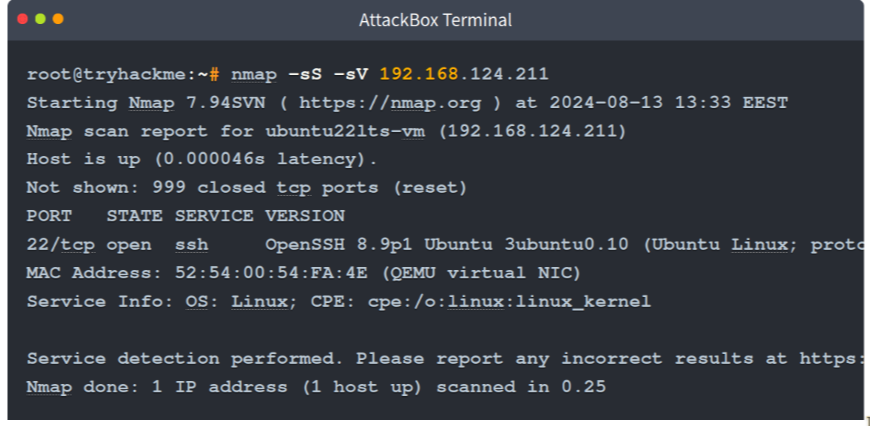 AttackBox Terminal
root@tryhackme:~# nmap -sS -sV 192.168.124.211
Starting Nmap 7.94SVN ( https://nmap.org ) at 2024-08-13 13:33 EEST
Nmap scan report for ubuntu22lts-vm (192.168.124.211)
Host is up (0.000046s latency).
Not shown: 999 closed tcp ports (reset)
PORT   STATE SERVICE VERSION
22/tcp open  ssh     OpenSSH 8.9p1 Ubuntu 3ubuntu0.10 (Ubuntu Linux; proto
MAC Address: 52:54:00:54:FA:4E (QEMU virtual NIC)
Service Info: OS: Linux; CPE: cpe:/o:linux:linux_kernel
Service detection performed. Please report any incorrect results at https:
Nmap done: 1 IP address (1 host up) scanned in 0.25